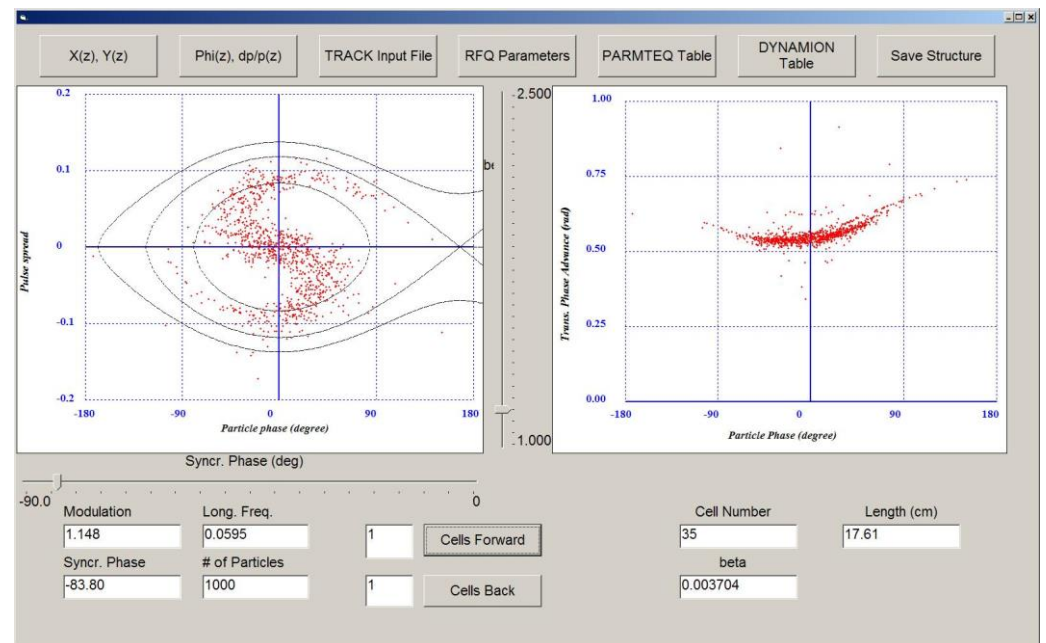 X(z), Y(z)
Phi(z), dp/p(z)
TRACK Input File
RFQ Parameters
PARMTEQ Table
DYNAMION
Table
Save Structure
0.2
0.1
0
-0.1
-0.2
-180
-90
0
90
180
Pulse spread
Particle phase (degree)
2.500
be
1.000
1.00
0.75
0.50
0.25
0.00
-180
-90
0
90
180
Trans. Phase Advance (rad)
Particle Phase (degree)
Syncr. Phase (deg)
-90.0
0
Modulation
1.148
Long. Freq.
0.0595
1
Cells Forward
Cell Number
35
Length (cm)
17.61
Syncr. Phase
-83.80
# of Particles
1000
1
Cells Back
beta
0.003704